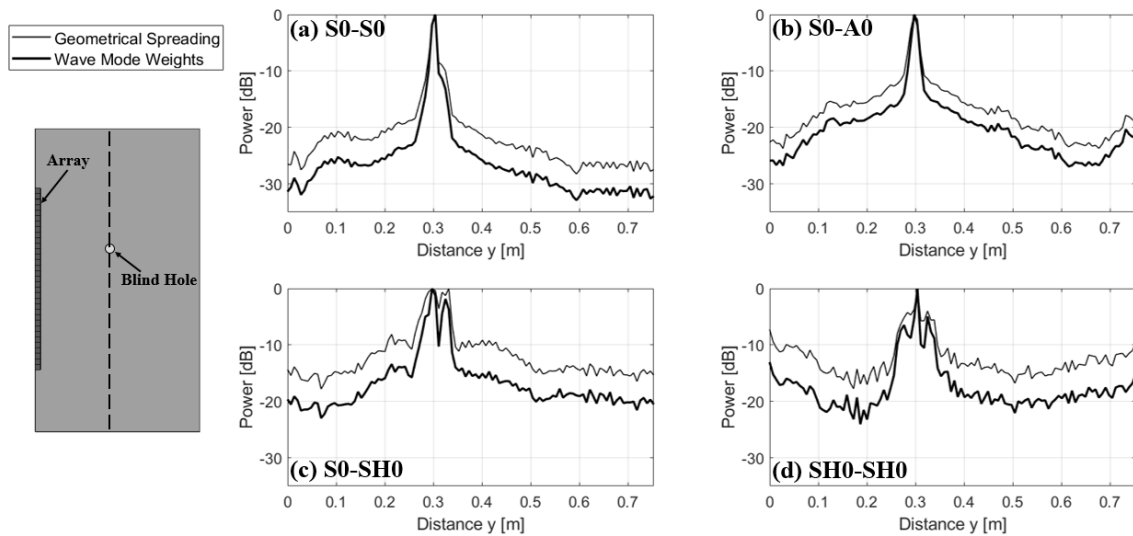 Geometrical Spreading
Wave Mode Weights
Array
Blind Hole
(a) S0-S0
0
-10
-20
-30
Power [dB]
0 0.1 0.2 0.3 0.4 0.5 0.6 0.7
Distance y [m]
(b) S0-A0
0
-10
-20
-30
Power [dB]
0 0.1 0.2 0.3 0.4 0.5 0.6 0.7
Distance y [m]
(c) S0-SH0
0
-10
-20
-30
Power [dB]
0 0.1 0.2 0.3 0.4 0.5 0.6 0.7
Distance y [m]
(d) SH0-SH0
0
-10
-20
-30
Power [dB]
0 0.1 0.2 0.3 0.4 0.5 0.6 0.7
Distance y [m]